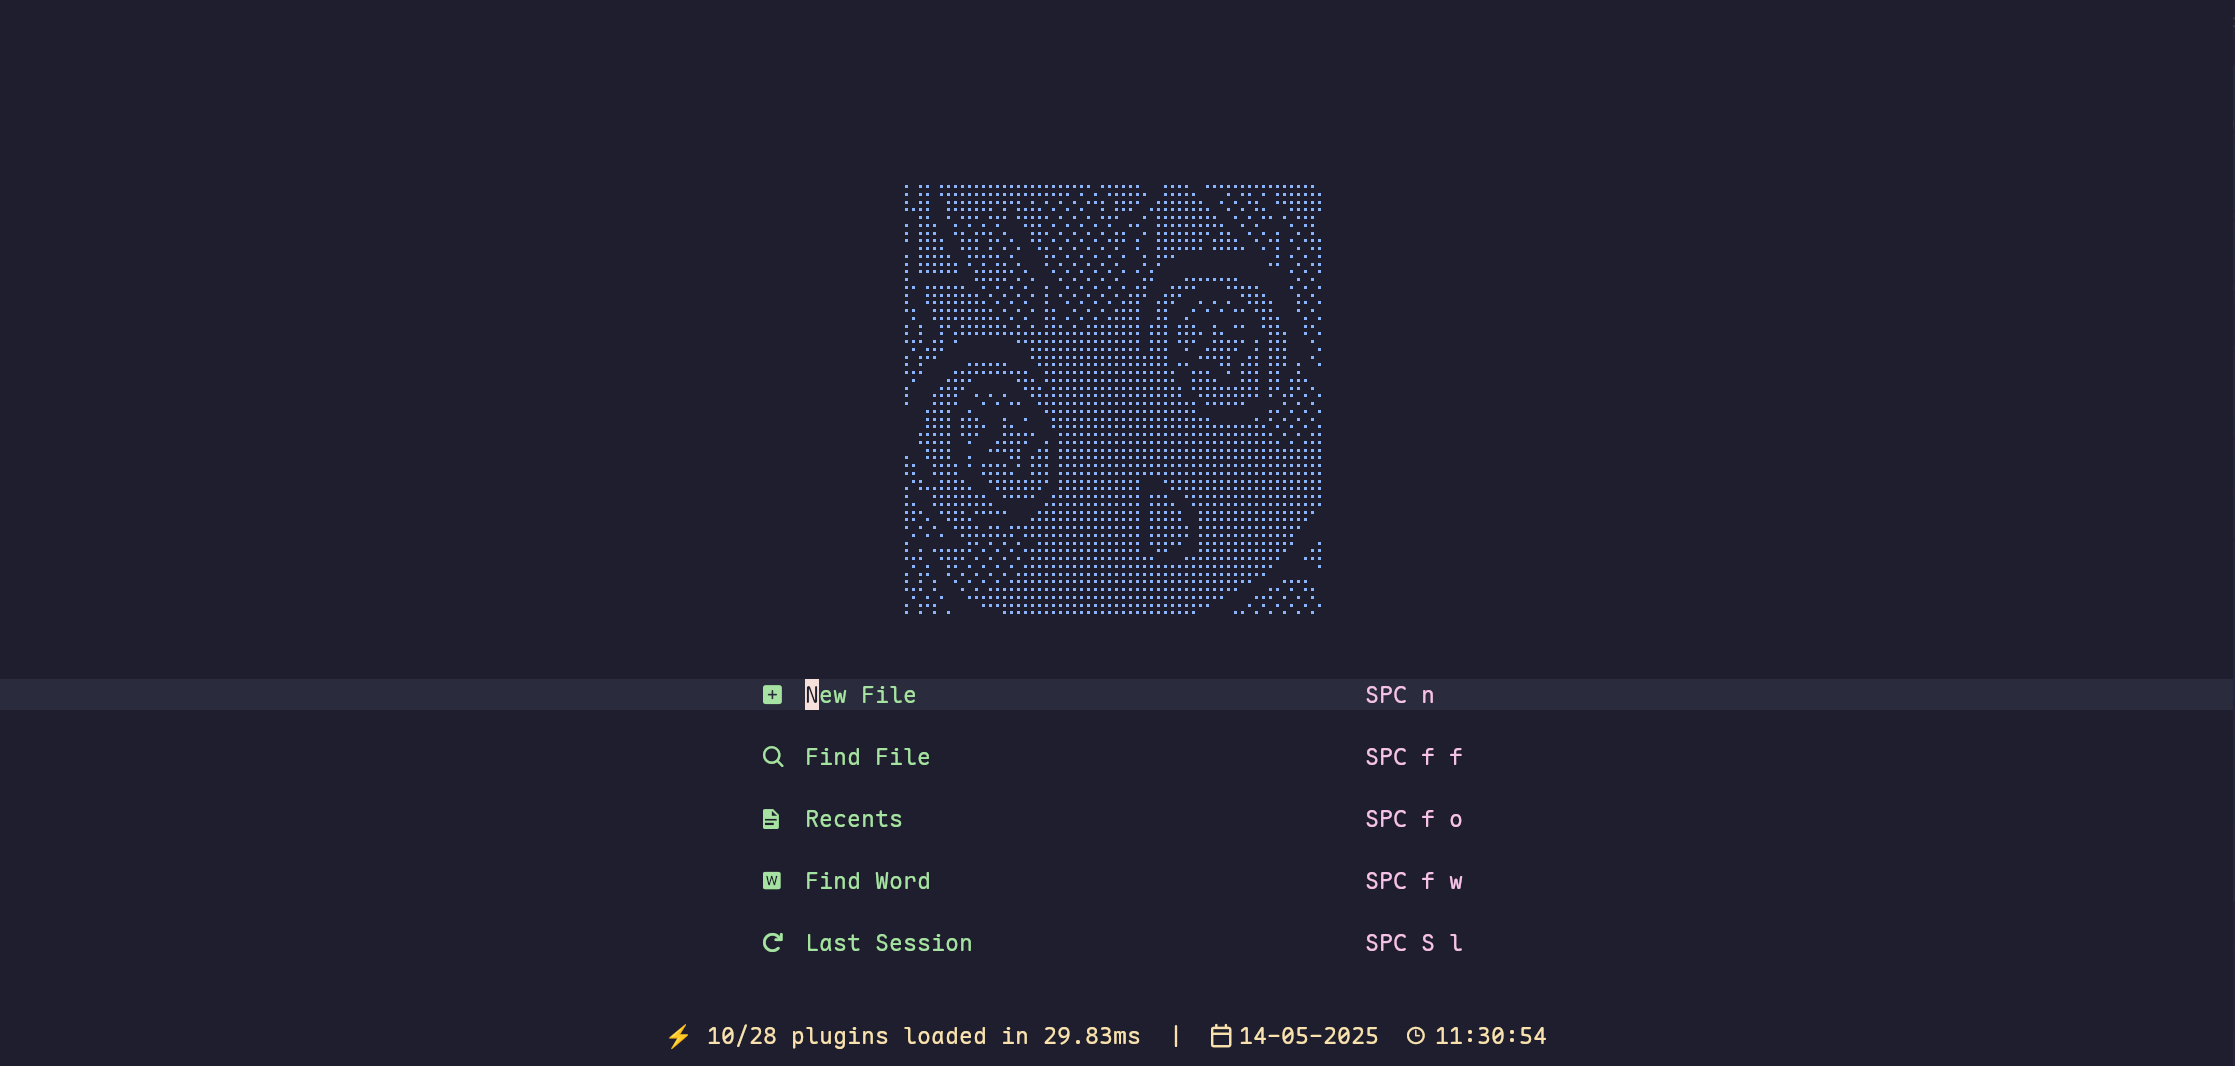 New File SPC n
Find File SPC f f
Recents SPC f o
W Find Word SPC f w
Last Session SPC S l
⚡ 10/28 plugins loaded in 29.83ms | 14-05-2025 11:30:54